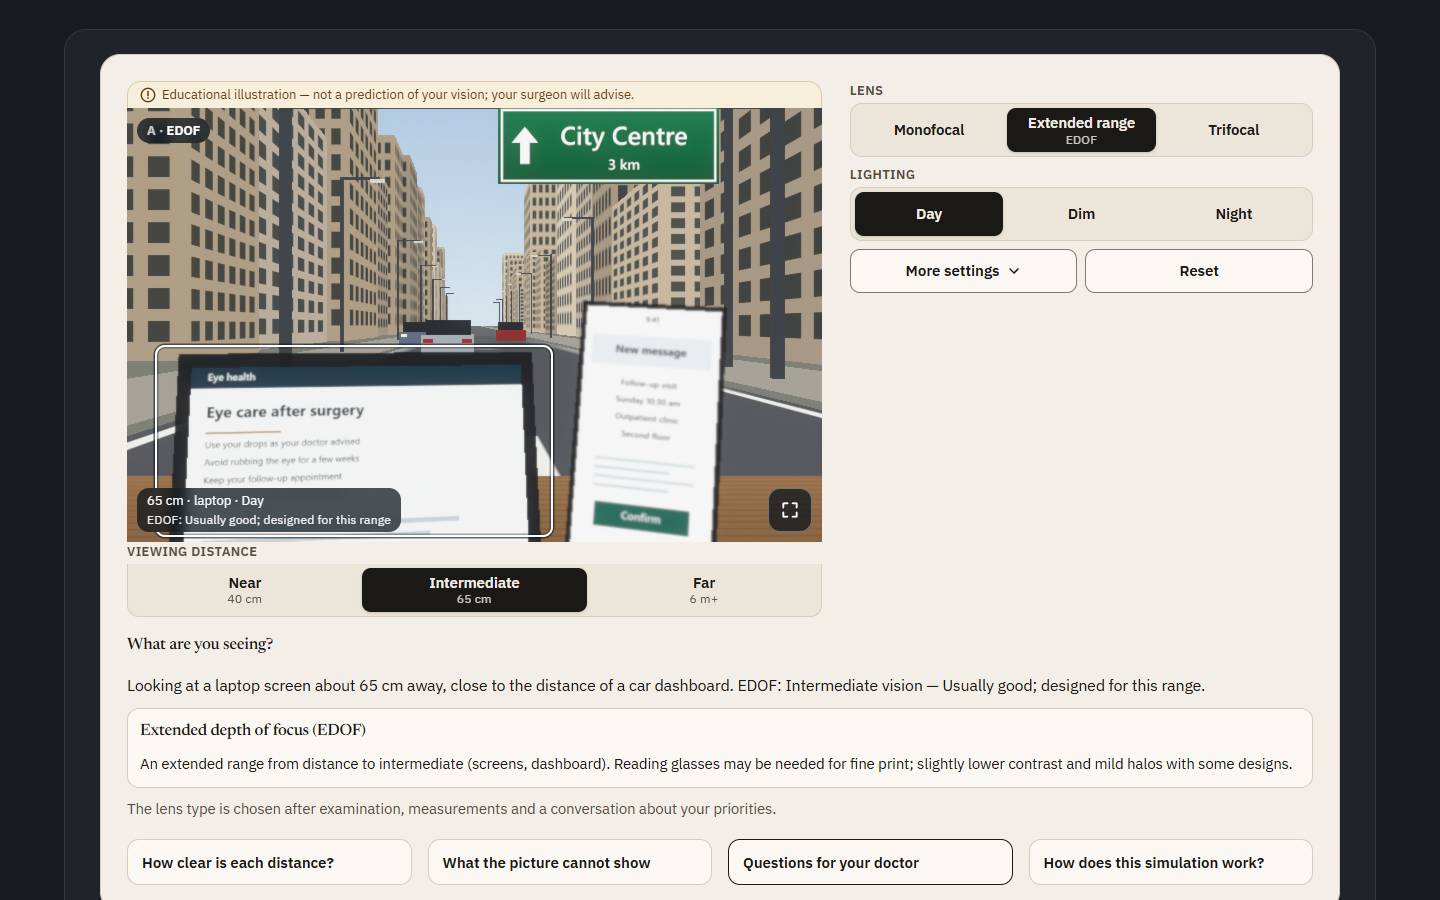 Educational illustration — not a prediction of your vision; your surgeon will advise.
A · EDOF
City Centre
3 km
9:41
New message
Follow-up visit
Sunday 10:30 am
Outpatient clinic
Second floor
Confirm
Eye health
Eye care after surgery
Use your drops as your doctor advised
Avoid rubbing the eye for a few weeks
Keep your follow-up appointment
65 cm · laptop · Day
EDOF: Usually good; designed for this range
VIEWING DISTANCE
Near
40 cm
Intermediate
65 cm
Far
6 m+
LENS
Monofocal
Extended range
EDOF
Trifocal
LIGHTING
Day
Dim
Night
More settings
Reset
What are you seeing?
Looking at a laptop screen about 65 cm away, close to the distance of a car dashboard. EDOF: Intermediate vision — Usually good; designed for this range.
Extended depth of focus (EDOF)
An extended range from distance to intermediate (screens, dashboard). Reading glasses may be needed for fine print; slightly lower contrast and mild halos with some designs.
The lens type is chosen after examination, measurements and a conversation about your priorities.
How clear is each distance?
What the picture cannot show
Questions for your doctor
How does this simulation work?